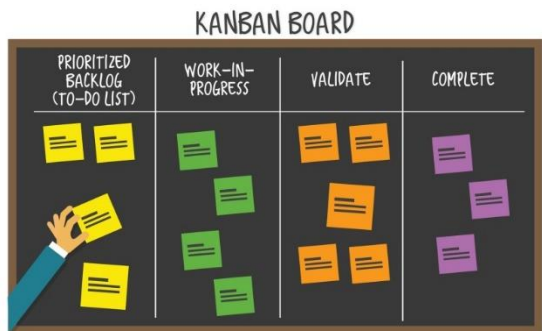 KANBAN BOARD
PRIORITIZED
BACKLOG
(TO-DO LIST)
WORK-IN-
PROGRESS
VALIDATE
COMPLETE